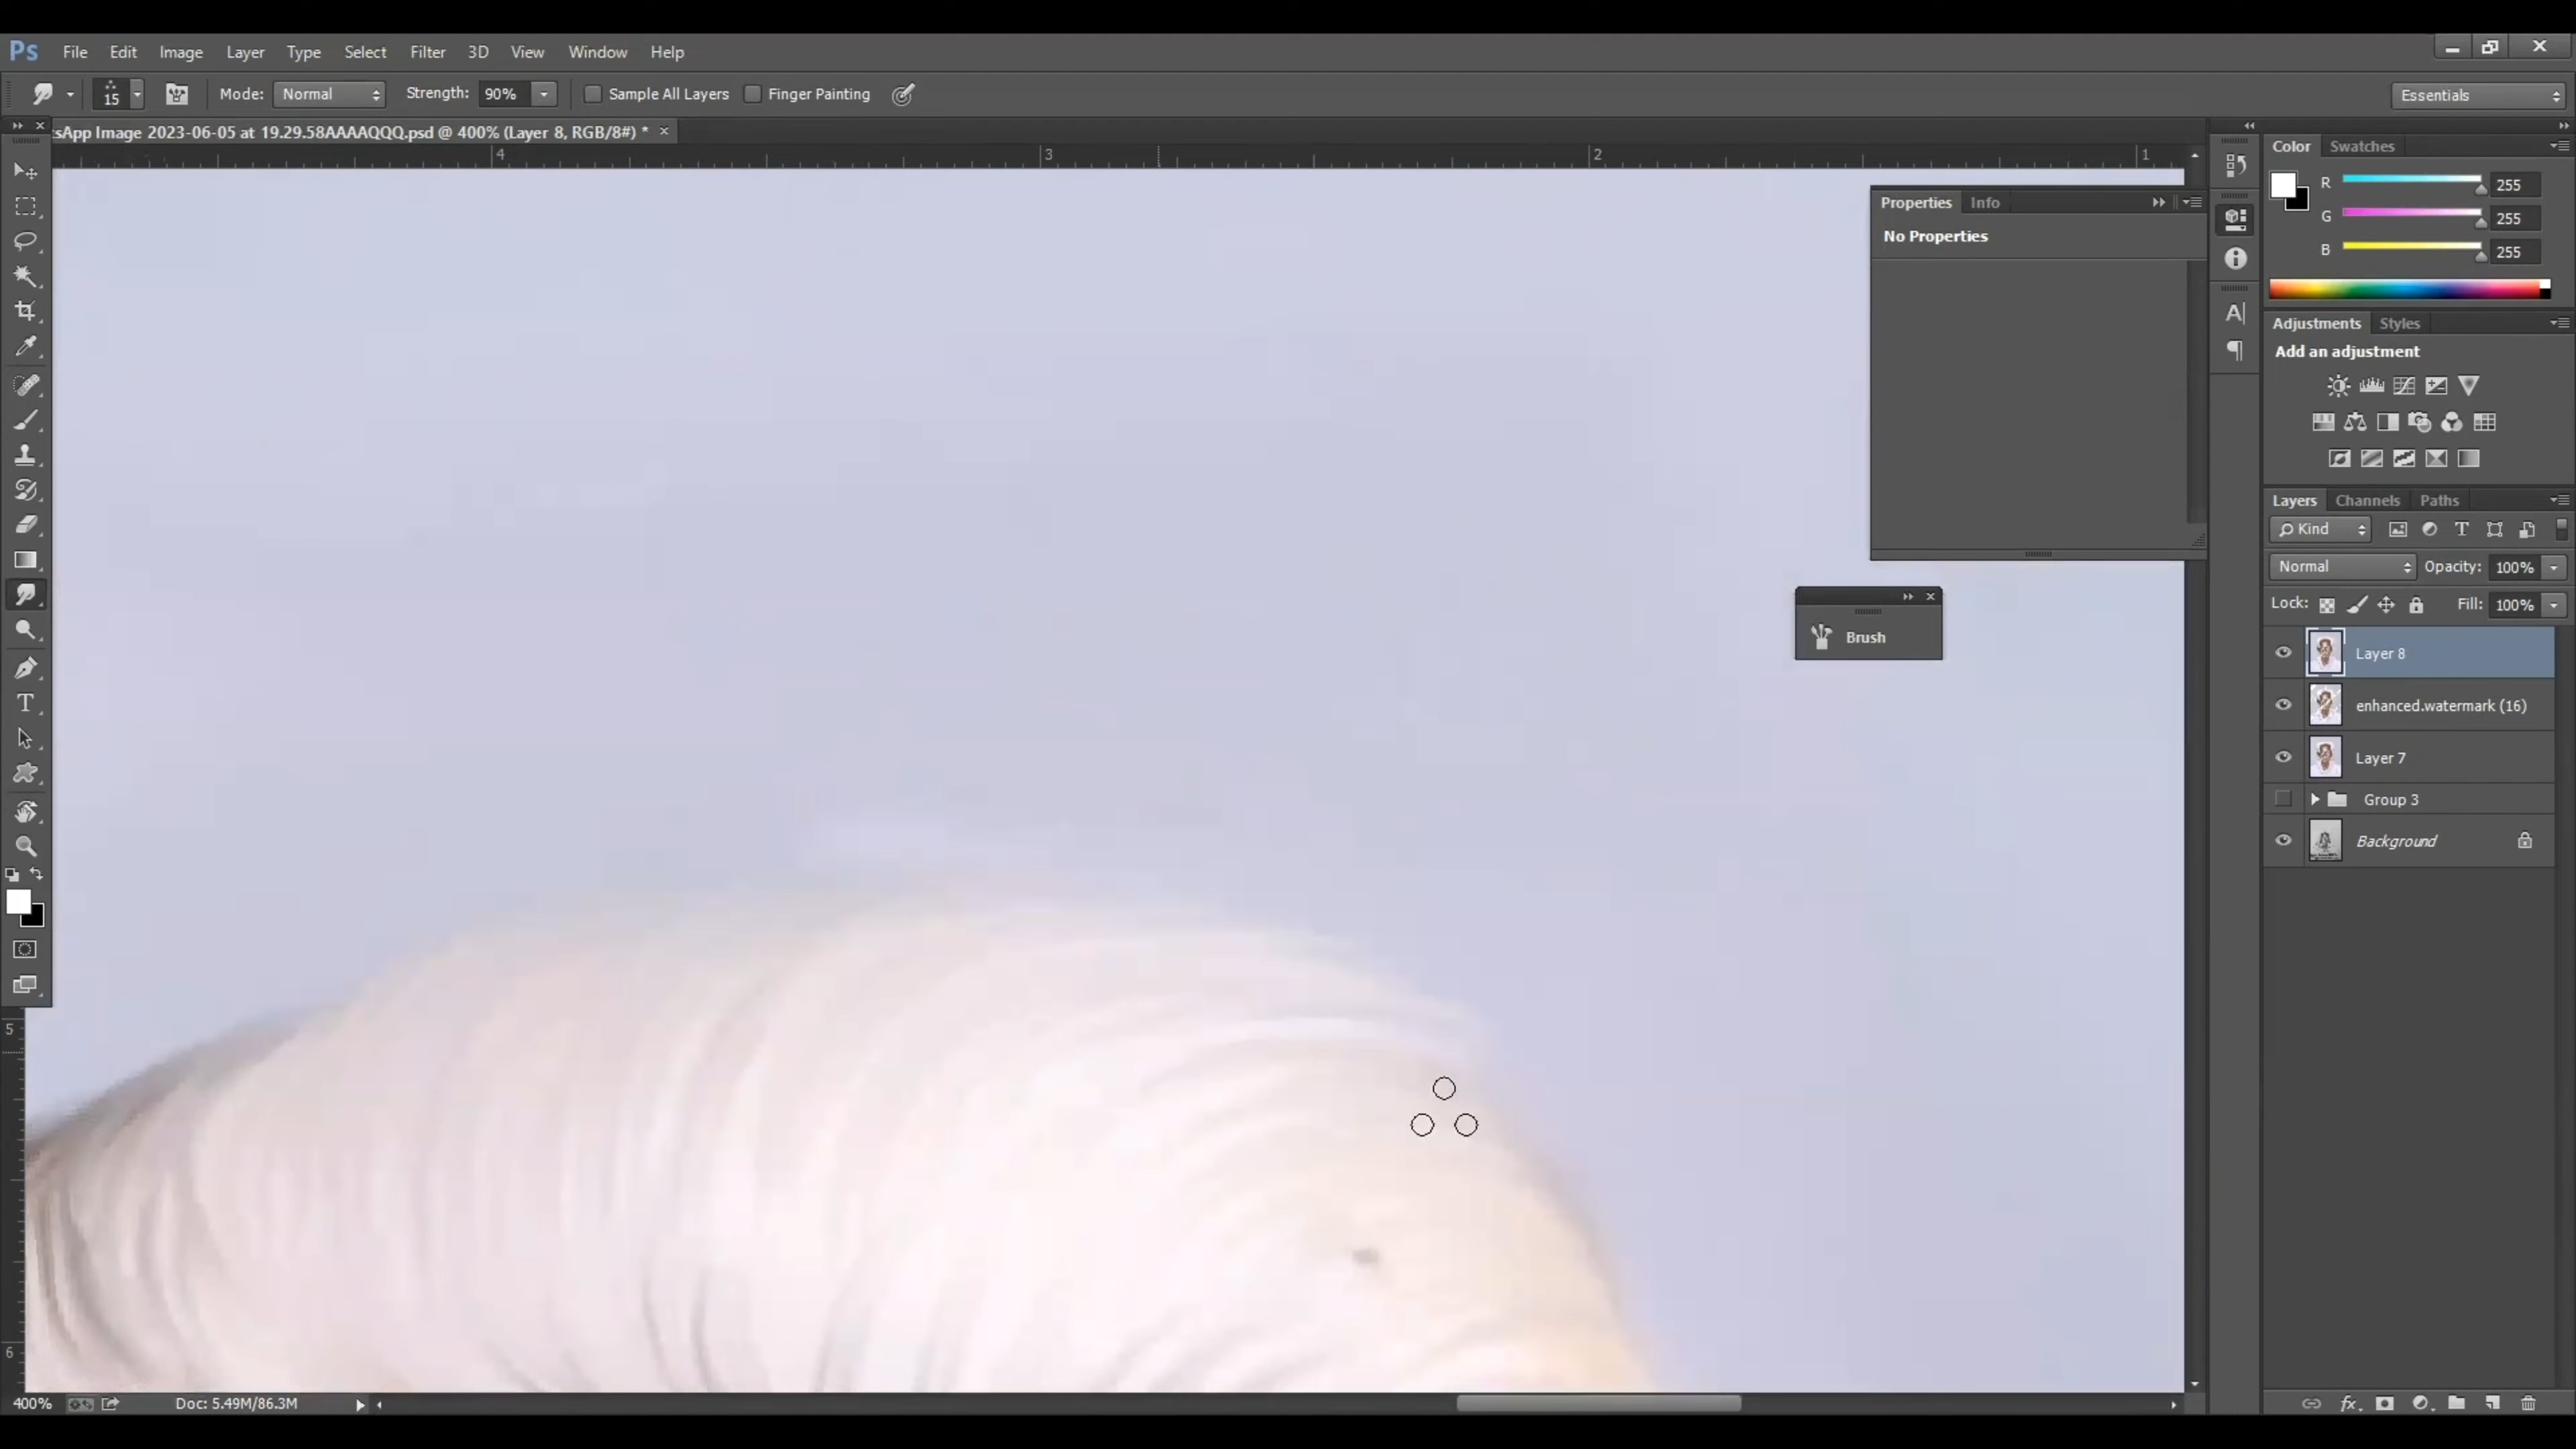 Ps File Edit Image Layer Type Select Filter 3D View Window Help
15 Mode: Normal Strength: 90% Sample All Layers Finger Painting Essentials
sApp Image 2023-06-05 at 19.29.58AAAAQQQ.psd @ 400% (Layer 8, RGB/8#) *
4 3 2 1
Properties Info
No Properties
Brush
5
6
Color Swatches
R 255
G 255
B 255
Adjustments Styles
Add an adjustment
Layers Channels Paths
Kind
Normal Opacity: 100%
Lock: Fill: 100%
Layer 8
enhanced.watermark (16)
Layer 7
Group 3
Background
400% Doc: 5.49M/86.3M